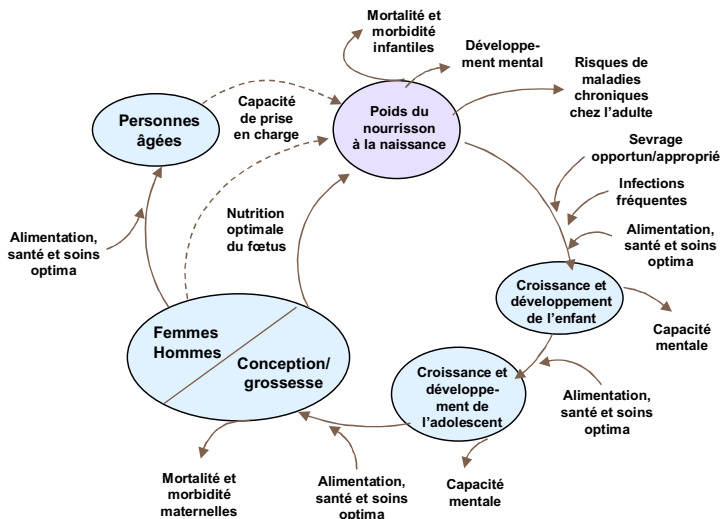 Mortalité et
morbidité
infantiles
Développe-
ment mental
Risques de
maladies
chroniques
chez l’adulte
Personnes
âgées
Capacité
de prise
en charge
Poids du
nourrisson
à la naissance
Sevrage
opportun/approprié
Infections
fréquentes
Alimentation,
santé et soins
optima
Nutrition
optimale
du fœtus
Alimentation,
santé et soins
optima
Croissance et
développement
de l’enfant
Capacité
mentale
Femmes
Hommes
Conception/
grossesse
Croissance et
développe-
ment de
l’adolescent
Alimentation,
santé et soins
optima
Mortalité et
morbidité
maternelles
Alimentation,
santé et soins
optima
Capacité
mentale